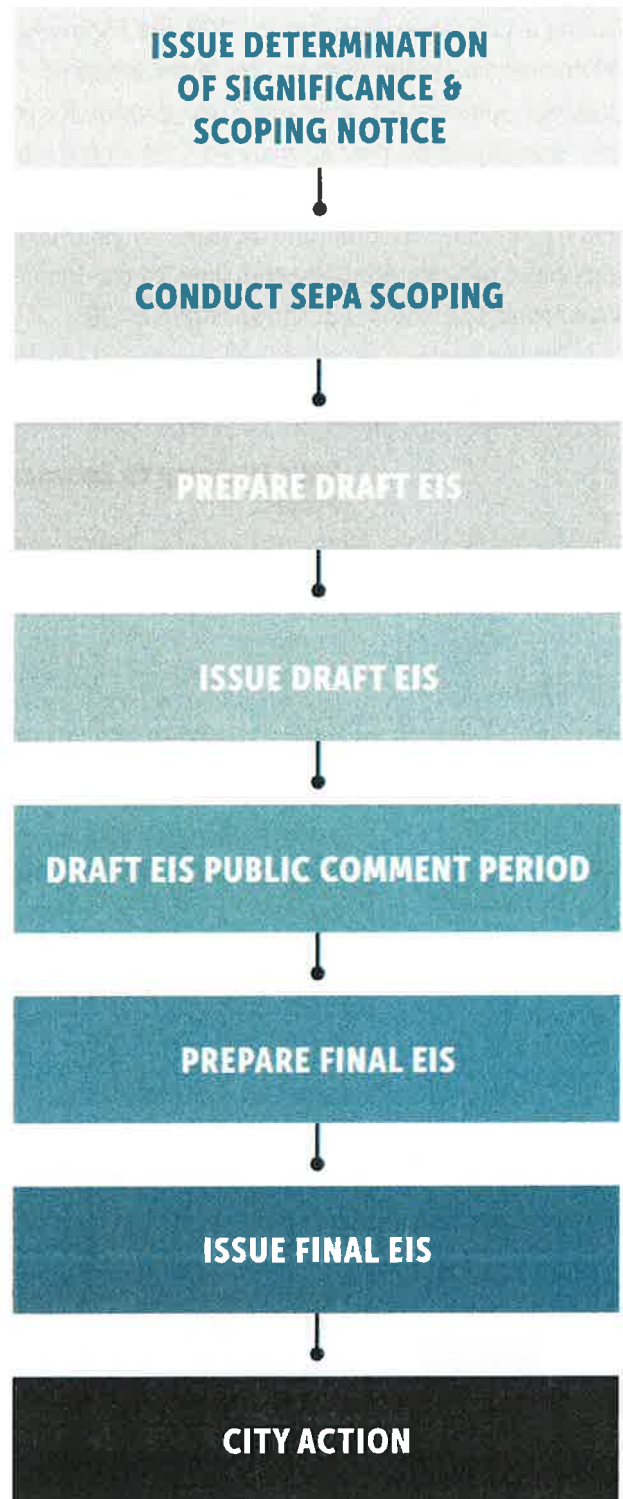 ISSUE DETERMINATION
OF SIGNIFICANCE &
SCOPING NOTICE
CONDUCT SEPA SCOPING
PREPARE DRAFT EIS
ISSUE DRAFT EIS
DRAFT EIS PUBLIC COMMENT PERIOD
PREPARE FINAL EIS
ISSUE FINAL EIS
CITY ACTION